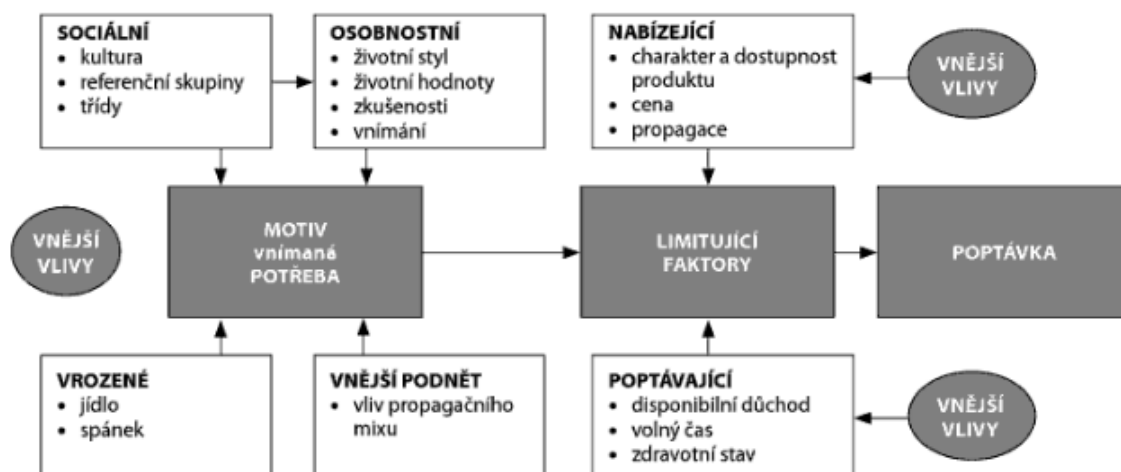 SOCIÁLNÍ
• kultura
• referenční skupiny
• třídy
OSOBNOSTNÍ
• životní styl
• životní hodnoty
• zkušenosti
• vnímání
NABÍZEJÍCÍ
• charakter a dostupnost
produktu
• cena
• propagace
VNĚJŠÍ
VLIVY
VNĚJŠÍ
VLIVY
MOTIV
vnímaná
POTŘEBA
LIMITUJÍCÍ
FAKTORY
POPTÁVKA
VROZENÉ
• jídlo
• spánek
VNĚJŠÍ PODNĚT
• vliv propagačního
mixu
POPTÁVAJÍCÍ
• disponibilní důchod
• volný čas
• zdravotní stav
VNĚJŠÍ
VLIVY